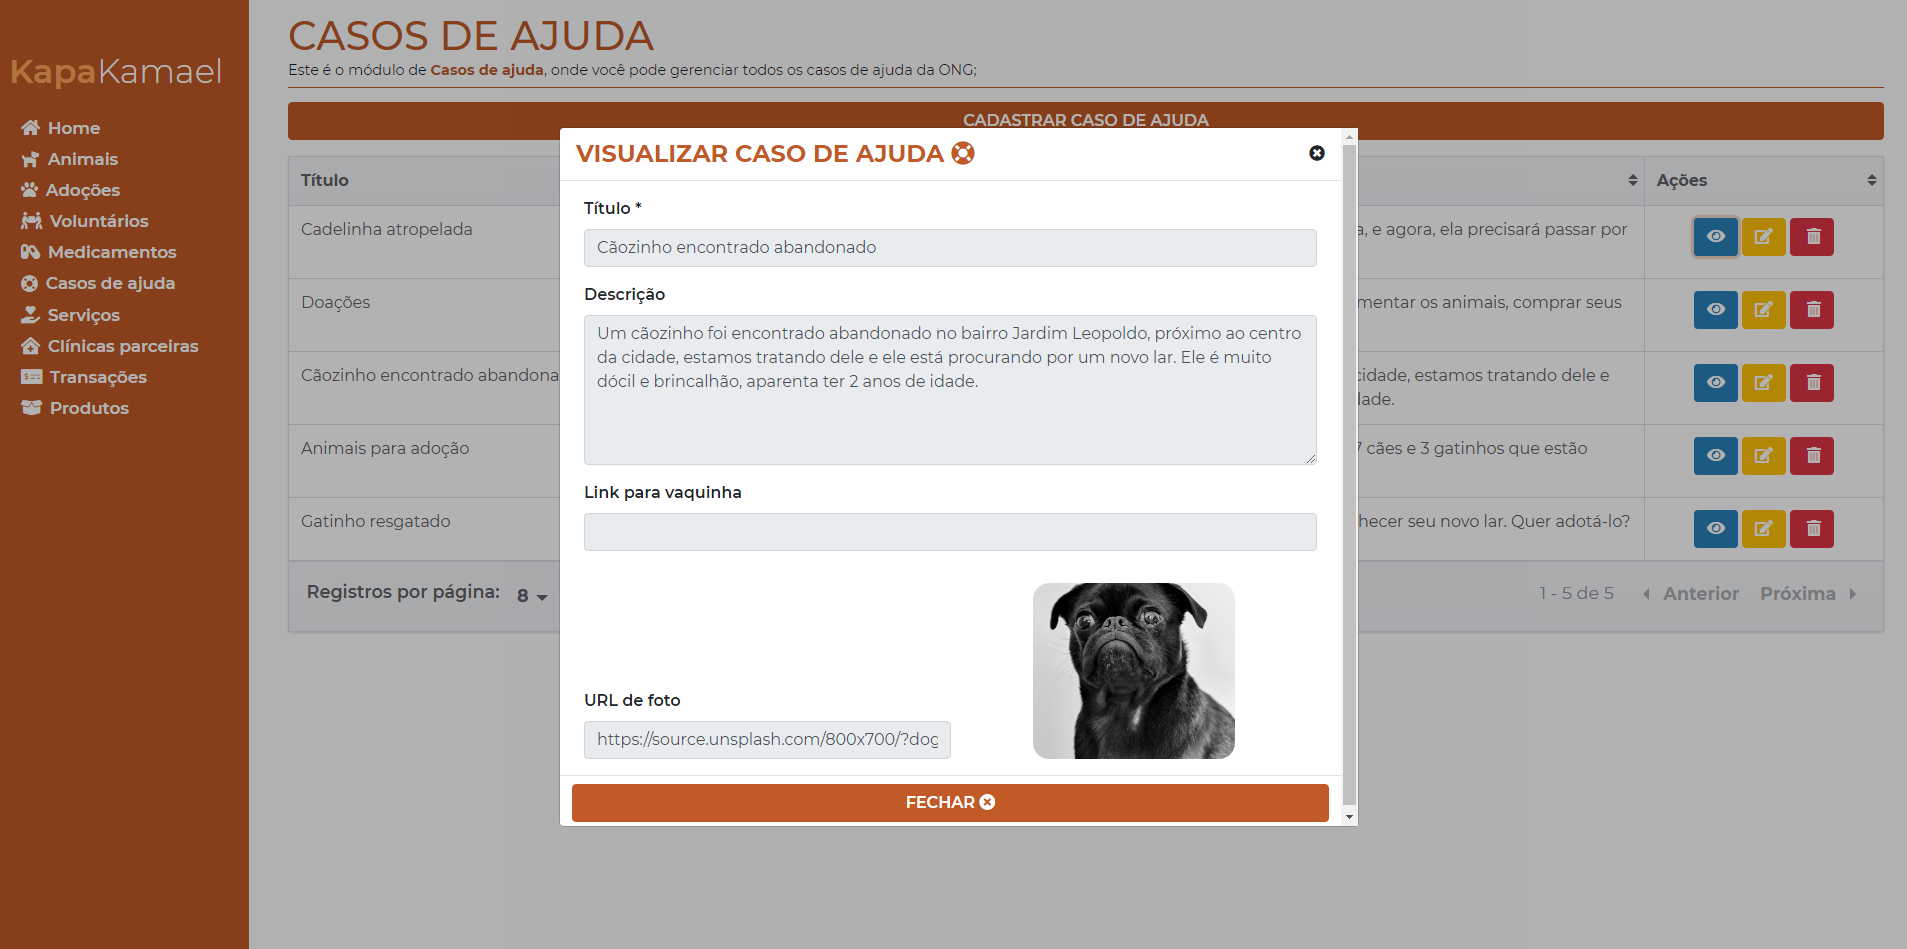 KapaKamael
Home
Animais
Adoções
Voluntários
Medicamentos
Casos de ajuda
Serviços
Clínicas parceiras
Transações
Produtos
CASOS DE AJUDA
Este é o módulo de Casos de ajuda, onde você pode gerenciar todos os casos de ajuda da ONG;
CADASTRAR CASO DE AJUDA
Título
Ações
Cadelinha atropelada
, e agora, ela precisará passar por
Doações
os animais, comprar seus
Cãozinho encontrado
cidade, estamos tratando dele e
Animais para adoção
7 cães e 3 gatinhos que estão
Gatinho resgatado
seu novo lar. Quer adotá-lo?
Registros por página: 8
1 - 5 de 5
Anterior
Próxima
VISUALIZAR CASO DE AJUDA
Título *
Cãozinho encontrado abandonado
Descrição
Um cãozinho foi encontrado abandonado no bairro Jardim Leopoldo, próximo ao centro
da cidade, estamos tratando dele e ele está procurando por um novo lar. Ele é muito
dócil e brincalhão, aparenta ter 2 anos de idade.
Link para vaquinha
URL de foto
https://source.unsplash.com/800x700/?dog
FECHAR